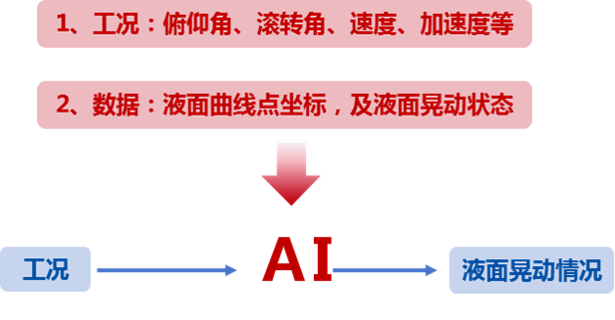 1、工况：俯仰角、滚转角、速度、加速度等
2、数据：液面曲线点坐标，及液面晃动状态
工况
AI
液面晃动情况